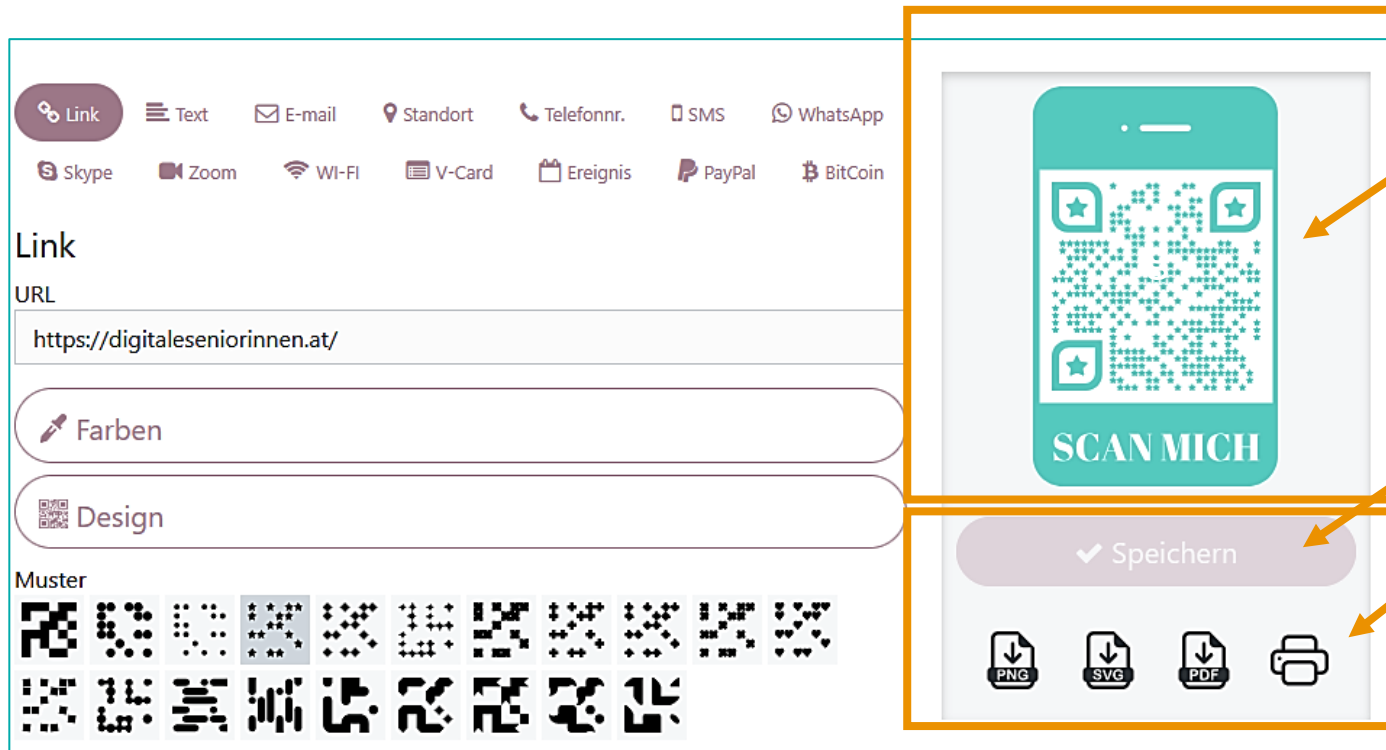 Link Text E-mail Standort Telefonnr. SMS WhatsApp
Skype Zoom WI-FI V-Card Ereignis PayPal BitCoin
Link
URL
https://digitaleseniorinnen.at/
Farben
Design
Muster
SCAN MICH
Speichern
PNG SVG PDF